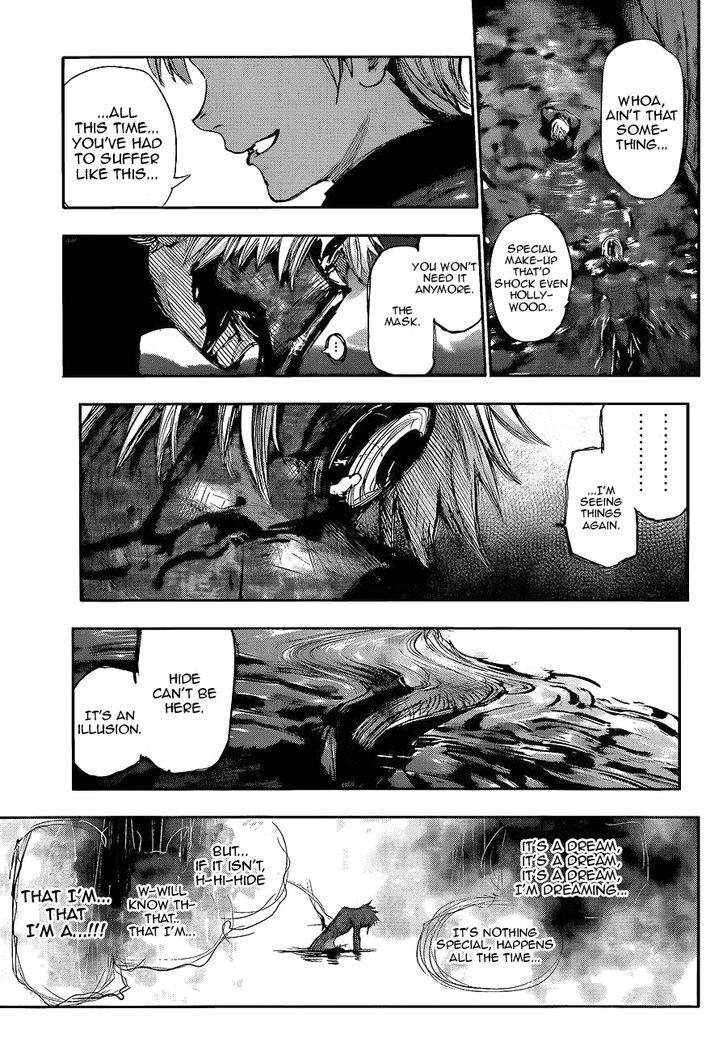 WHOA,
AIN'T THAT
SOME-
THING...
SPECIAL
MAKE-UP
THAT'D
SHOCK EVEN
HOLLY-
WOOD...
...ALL
THIS TIME...
YOU'VE HAD
TO SUFFER
LIKE THIS...
YOU WON'T
NEED IT
ANYMORE.
THE
MASK.
...
.........
...I'M
SEEING
THINGS
AGAIN.
HIDE
CAN'T BE
HERE.
IT'S AN
ILLUSION.
IT'S A DREAM,
IT'S A DREAM,
IT'S A DREAM,
I'M DREAMING...
IT'S NOTHING
SPECIAL, HAPPENS
ALL THE TIME...
BUT...
IF IT ISN'T,
H-HI-HIDE
W-WILL
KNOW TH-
THAT..
THAT I'M...
THAT I'M...
THAT
I'M A...!!!